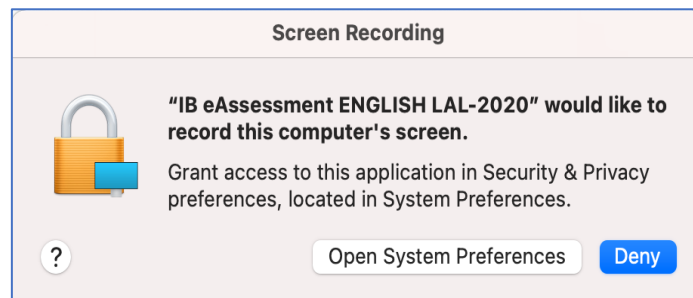 Screen Recording
“IB eAssessment ENGLISH LAL-2020” would like to
record this computer's screen.
Grant access to this application in Security & Privacy
preferences, located in System Preferences.
?
Open System Preferences
Deny